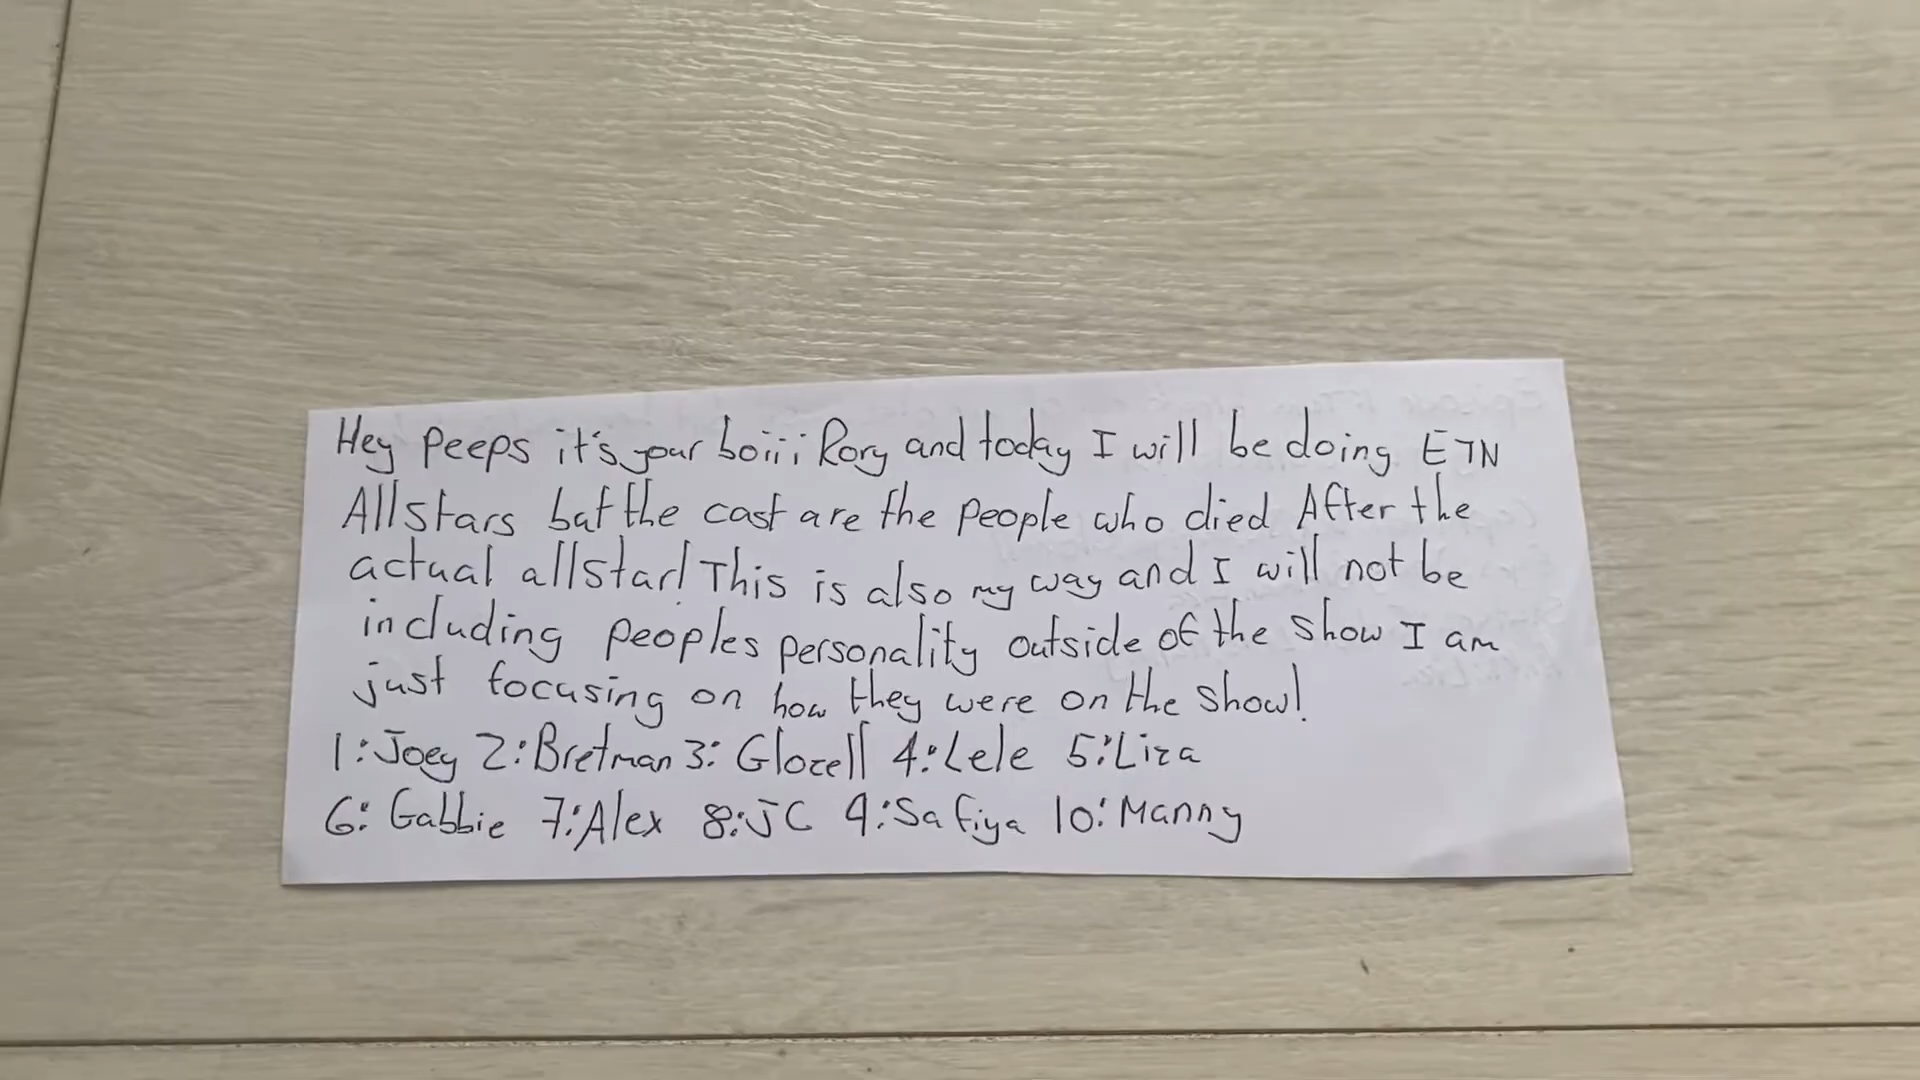 Hey Peeps it's your boiii Rory and today I will be doing ETN
Allstars but the cast are the People who died After the
actual allstar! This is also my way and I will not be
including peoples personality outside of the show I am
just focusing on how they were on the show!
1:Joey 2:Bretman 3: Glozell 4:Lele 5:Liza
6: Gabbie 7:Alex 8:JC 9:Safiya 10:Manny